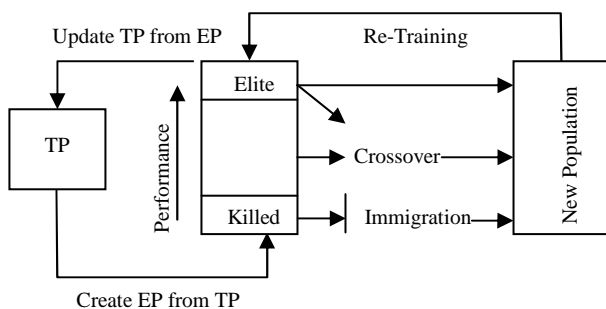 Update TP from EP
Re-Training
Elite
TP
Performance
Crossover
New Population
Killed
Immigration
Create EP from TP